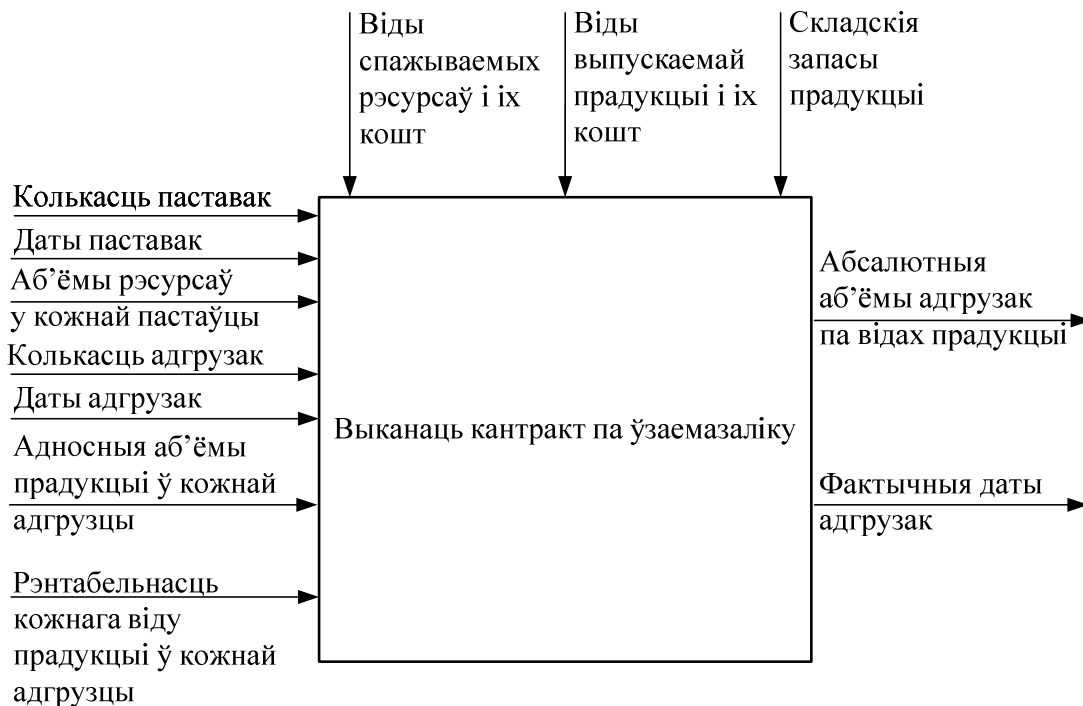 Віды
спажываемых
рэсурсаў і іх
кошт
Віды
выпускаемай
прадукцыі і іх
кошт
Складскія
запасы
прадукцыі
Колькасць паставак
Даты паставак
Аб’ёмы рэсурсаў
у кожнай пастаўцы
Колькасць адгрузак
Даты адгрузак
Адносныя аб’ёмы
прадукцыі ў кожнай
адгрузцы
Рэнтабельнасць
кожнага віду
прадукцыі ў кожнай
адгрузцы
Выканаць кантракт па ўзаемазаліку
Абсалютныя
аб’ёмы адгрузак
па відах прадукцыі
Фактычныя даты
адгрузак